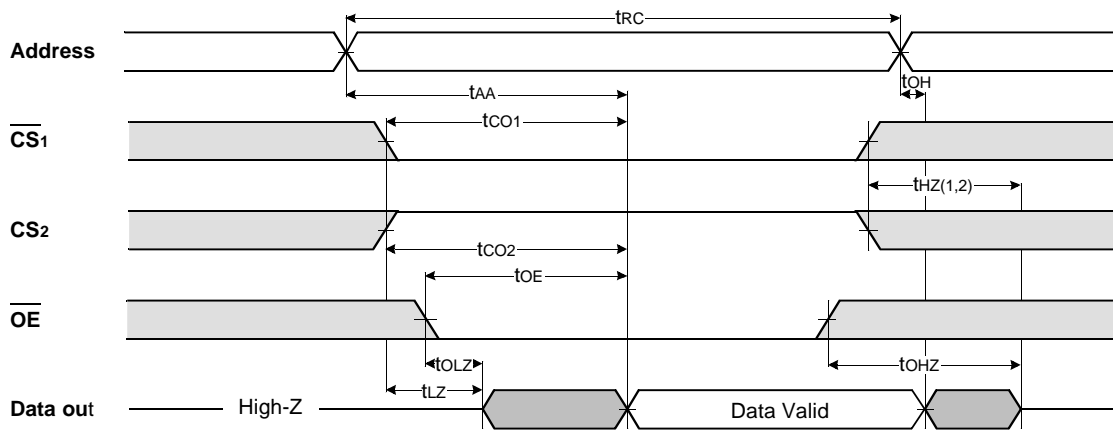 tRC
Address
tOH
tAA
tCO1
CS1
tHZ(1,2)
CS2
tCO2
tOE
OE
tOLZ
tOHZ
tLZ
Data out
High-Z
Data Valid